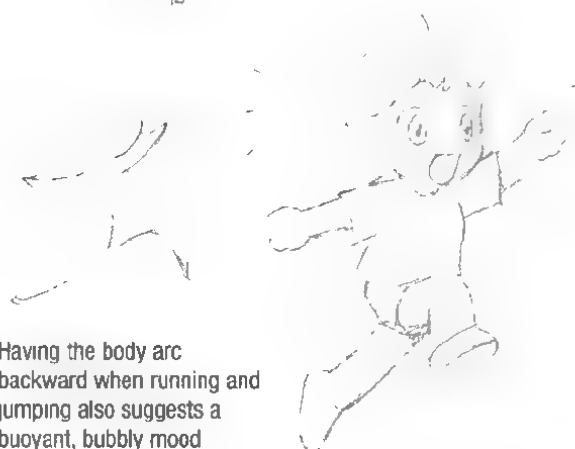 Having the body arc
backward when running and
jumping also suggests a
buoyant, bubbly mood